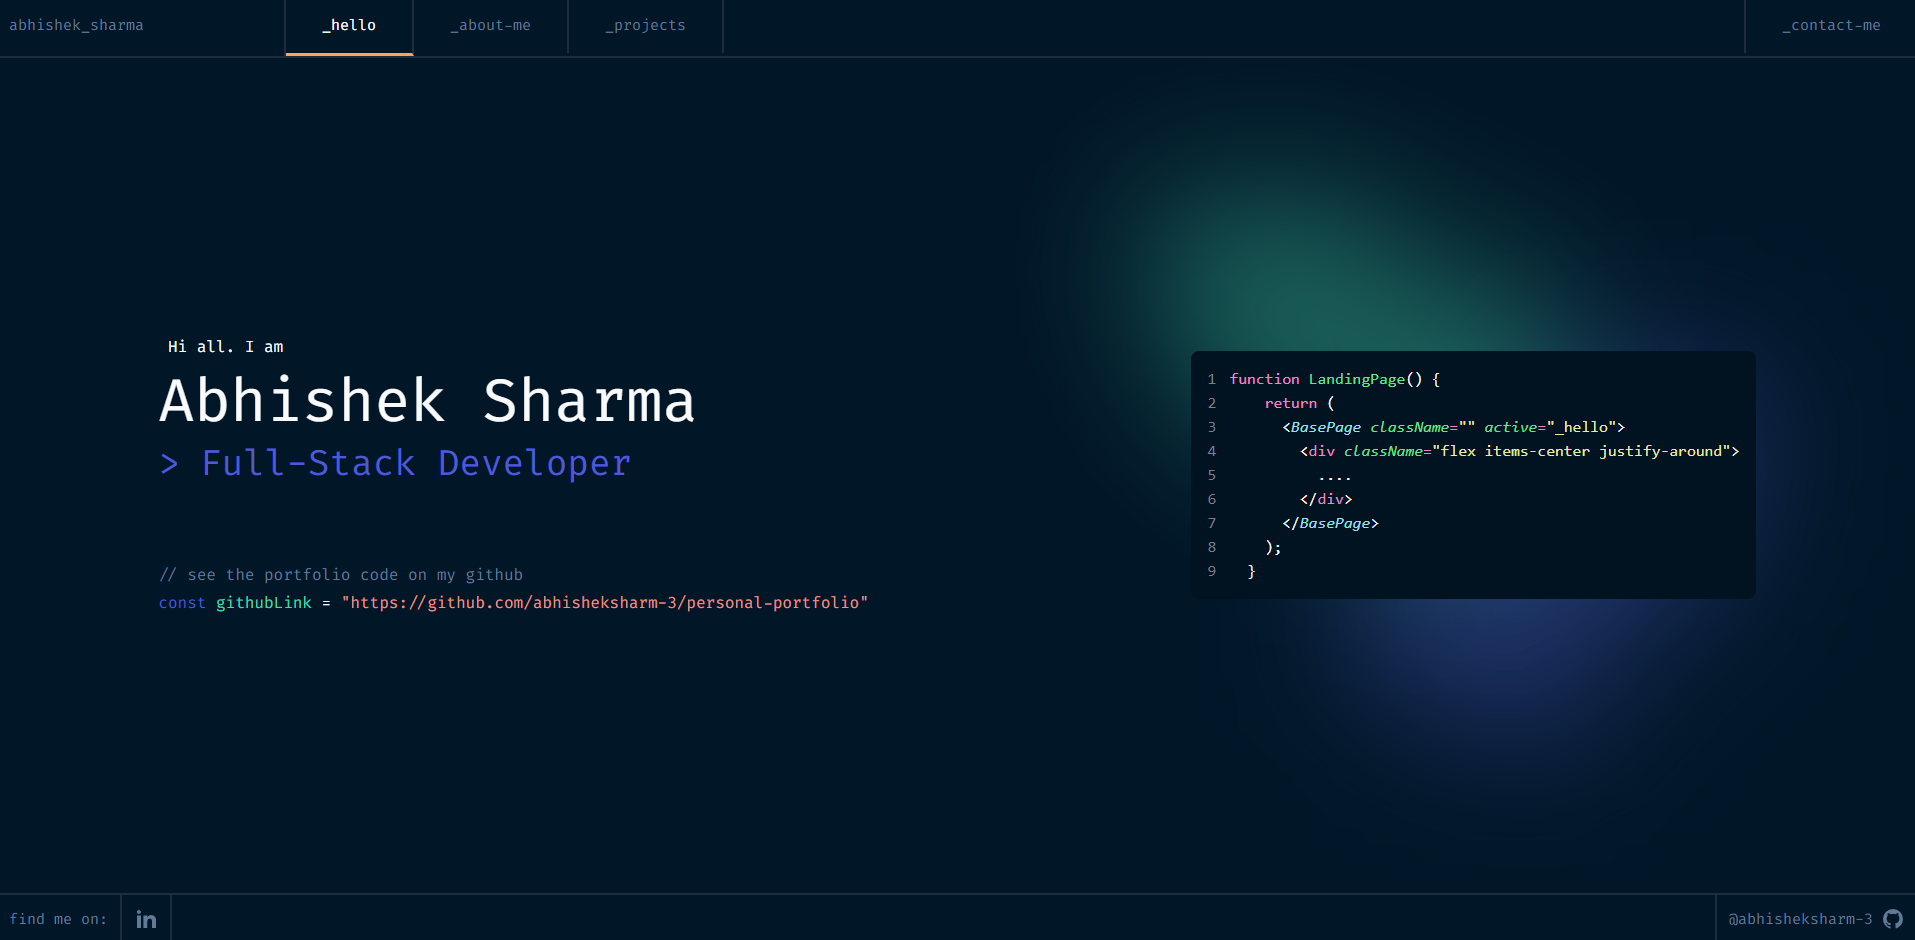 abhishek_sharma
_hello
_about-me
_projects
_contact-me
Hi all. I am
Abhishek Sharma
> Full-Stack Developer
// see the portfolio code on my github
const githubLink = "https://github.com/abhisheksharm-3/personal-portfolio"
1 function LandingPage() {
2     return (
3       <BasePage className="" active="_hello">
4         <div className="flex items-center justify-around">
5           ....
6         </div>
7       </BasePage>
8     );
9   }
find me on:
in
@abhisheksharm-3